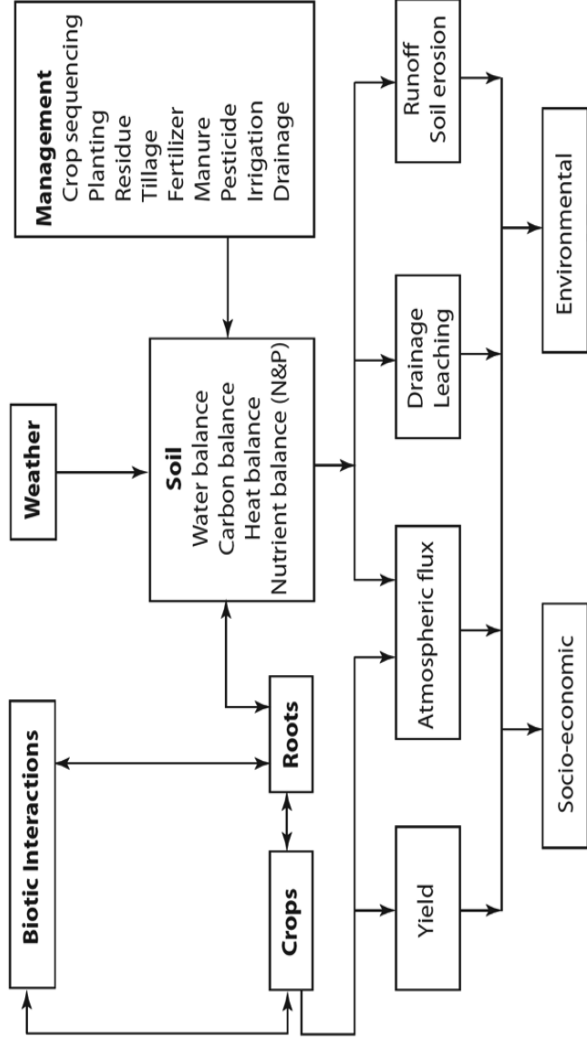 Biotic Interactions
Weather
Management
Crop sequencing
Planting
Residue
Tillage
Fertilizer
Manure
Pesticide
Irrigation
Drainage
Crops
Roots
Soil
Water balance
Carbon balance
Heat balance
Nutrient balance (N&P)
Yield
Atmospheric flux
Drainage
Leaching
Runoff
Soil erosion
Socio-economic
Environmental